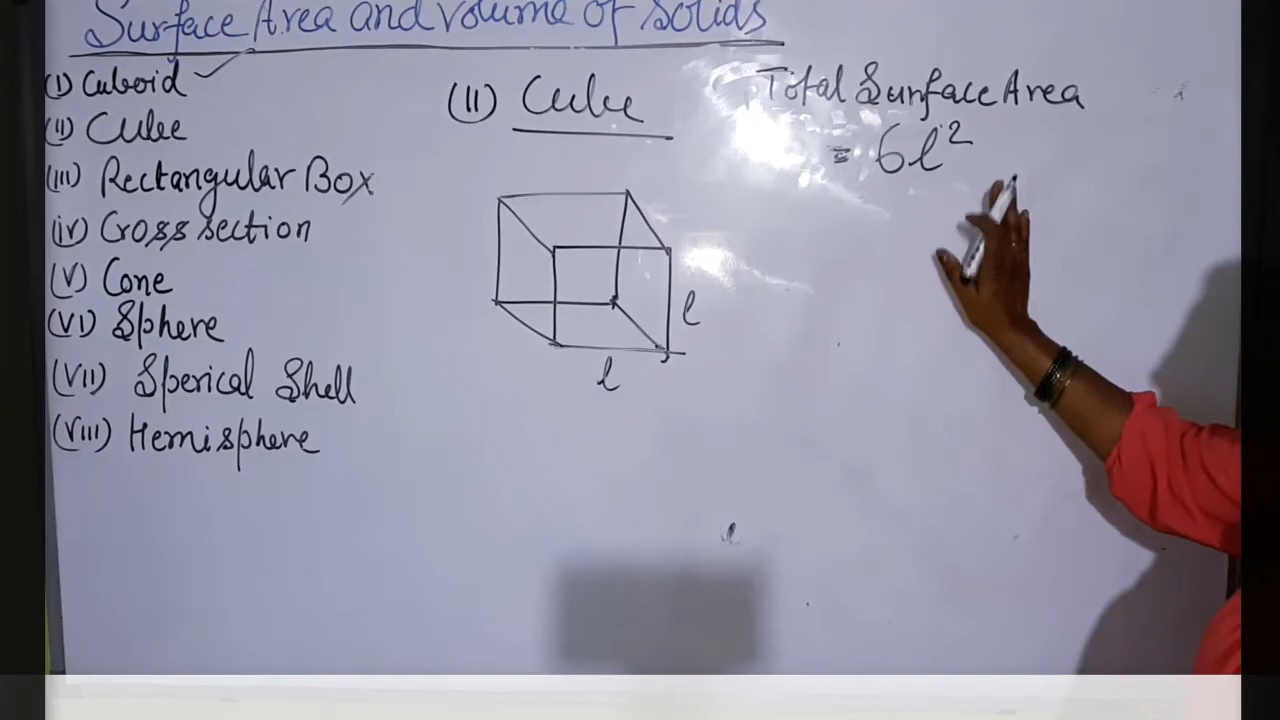 Surface Area and volume of solids
(I) Cuboid ✓
(II) Cube
(III) Rectangular Box
(iv) Cross section
(V) Cone
(VI) Sphere
(VII) Sperical Shell
(VIII) Hemisphere
(II) Cube
l
l
Total Surface Area
= 6l²